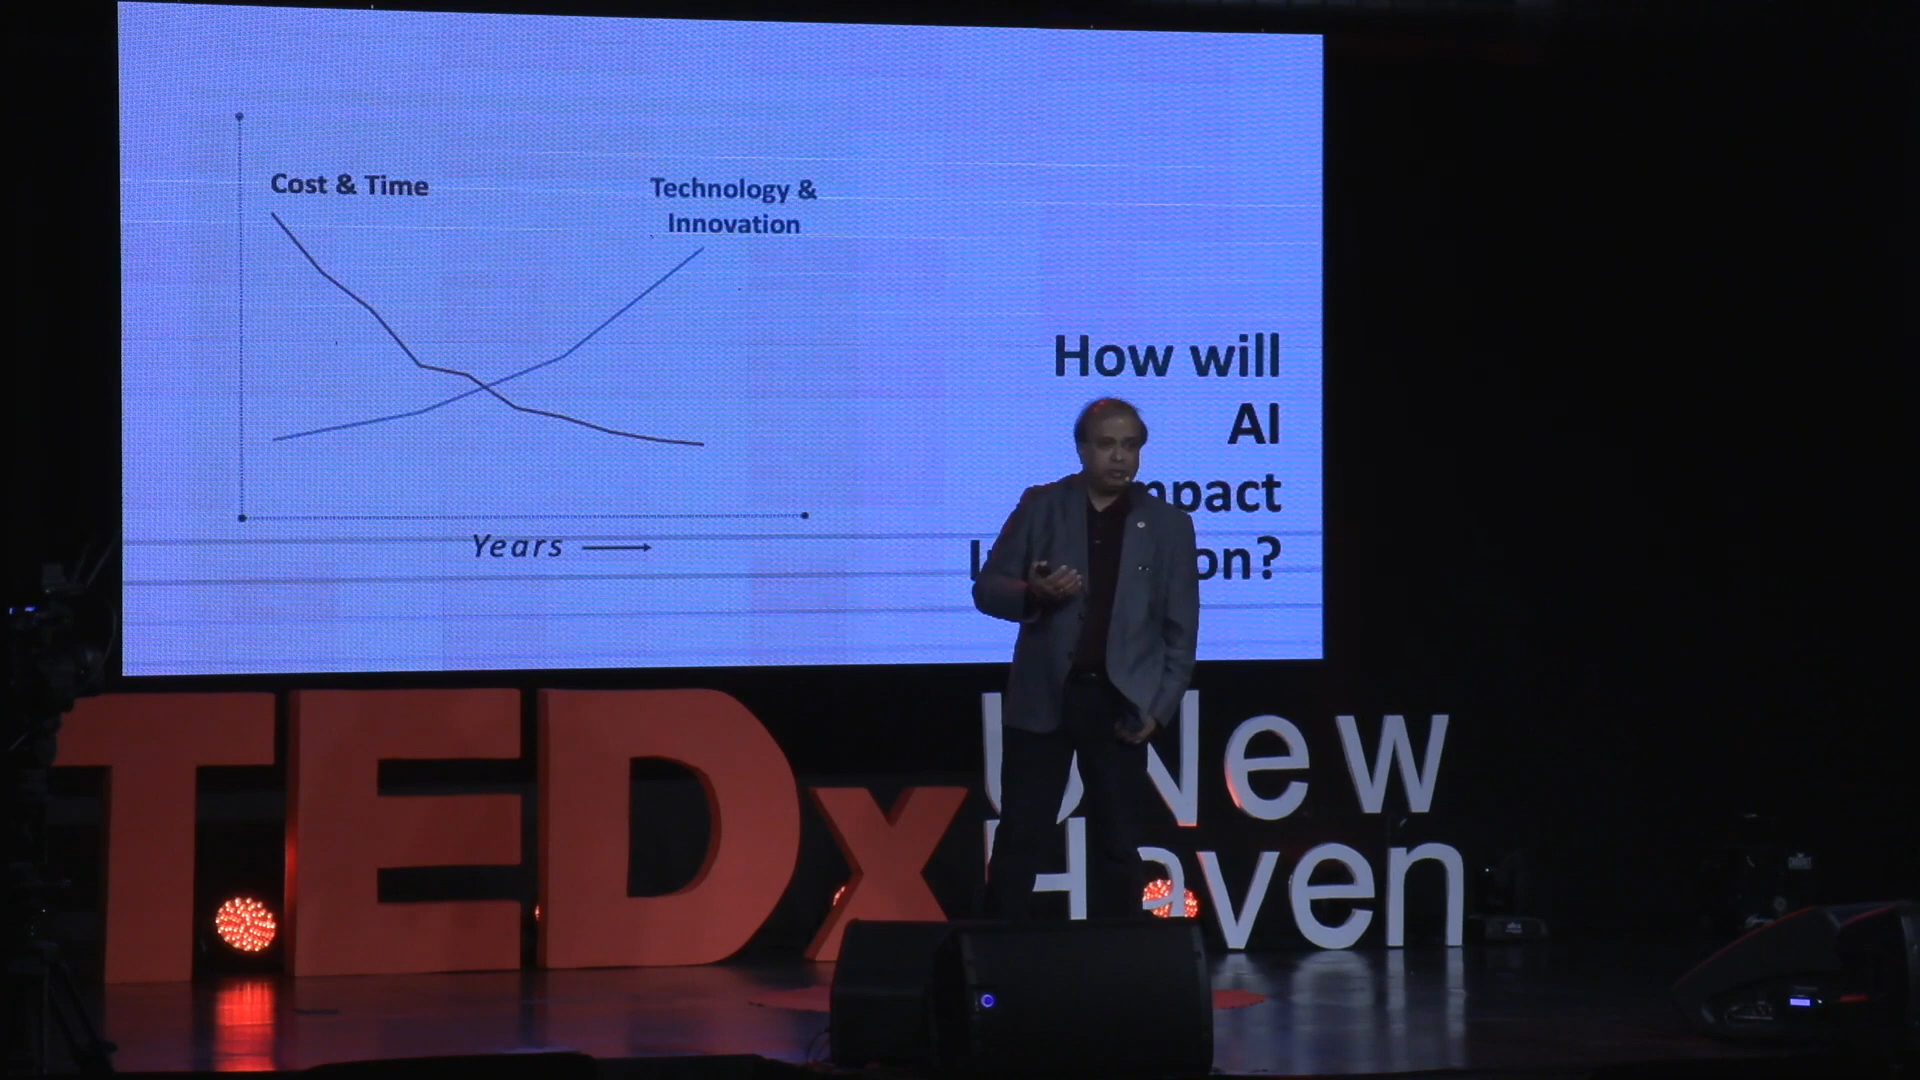 Cost & Time
Technology &
Innovation
Years
How will
AI
TEDx
New
Haven